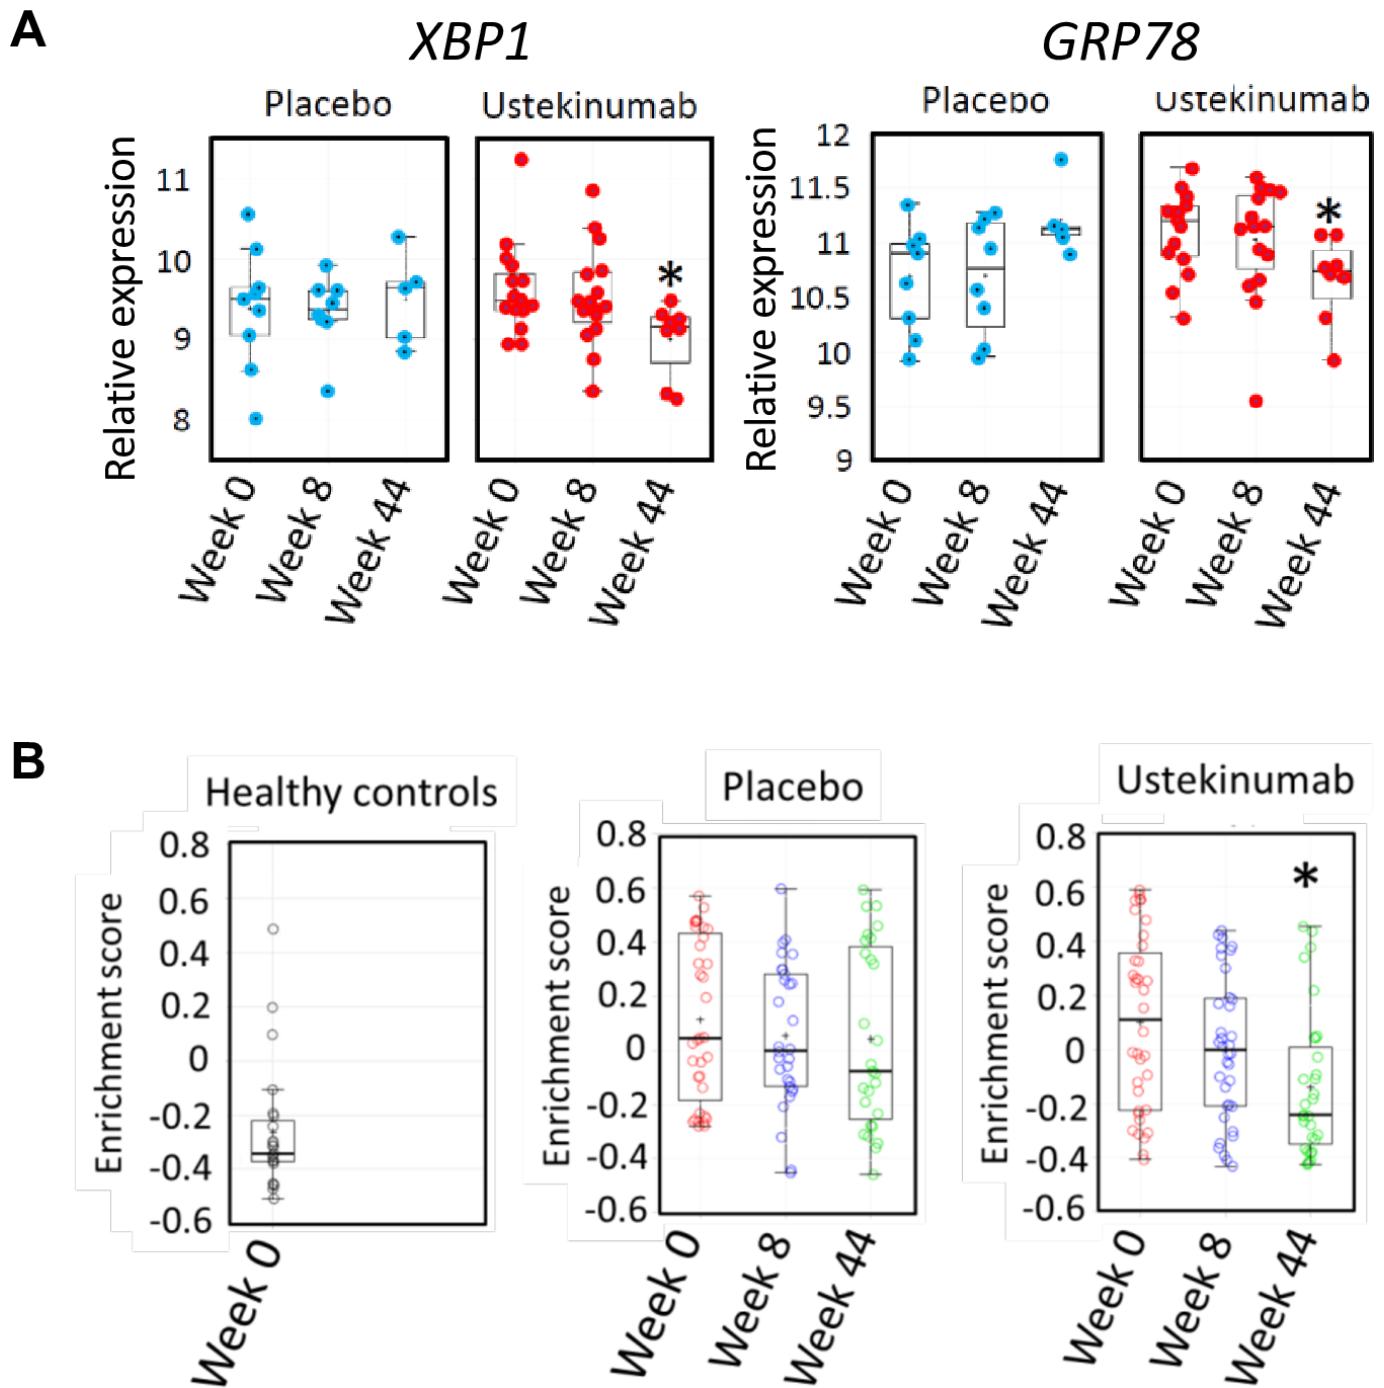 A
XBP1
GRP78
Placebo
Ustekinumab
Placebo
Ustekinumab
Relative expression
11
10
9
8
Week 0
Week 8
Week 44
Week 0
Week 8
Week 44
Relative expression
12
11.5
11
10.5
10
9.5
9
Week 0
Week 8
Week 44
Week 0
Week 8
Week 44
*
*
B
Healthy controls
Placebo
Ustekinumab
Enrichment score
0.8
0.6
0.4
0.2
0
-0.2
-0.4
-0.6
Week 0
Enrichment score
0.8
0.6
0.4
0.2
0
-0.2
-0.4
-0.6
Week 0
Week 8
Week 44
Enrichment score
0.8
0.6
0.4
0.2
0
-0.2
-0.4
-0.6
*
Week 0
Week 8
Week 44